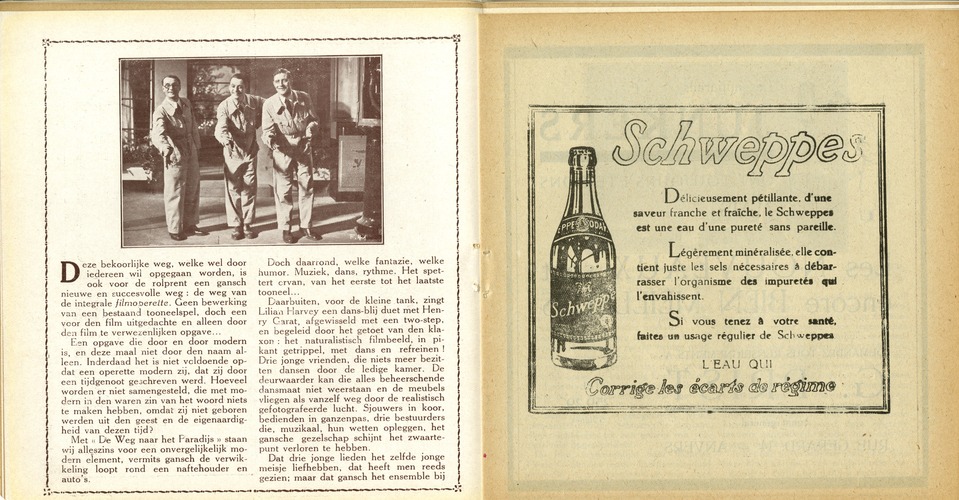 Deze bekoorlijke weg, welke wel door
iedereen wil opgegaan worden, is
ook voor de rolprent een gansch
nieuwe en succesvolle weg : de weg van
de integrale filmoperette. Geen bewerking
van een bestaand tooneelspel, doch een
voor den film uitgedachte en alleen door
den film te verwezenlijken opgave...
Een opgave die door en door modern
is, en deze maal niet door den naam al-
leen. Inderdaad het is niet voldoende op-
dat een operette modern zij, dat zij door
een tijdgenoot geschreven werd. Hoeveel
worden er niet samengesteld, die met mo-
dern in den waren zin van het woord niets
te maken hebben, omdat zij niet geboren
werden uit den geest en de eigenaardig-
heid van dezen tijd?
Met « De Weg naar het Paradijs » staan
wij alleszins voor een onvergelijkelijk mo-
dern element, vermits gansch de verwik-
keling loopt rond een naftehouder en
auto's.
Doch daarrond, welke fantazie, welke
humor. Muziek, dans, rythme. Het spet-
tert ervan, van het eerste tot het laatste
tooneel...
Daarbuiten, voor de kleine tank, zingt
Lilian Harvey een dans-blij duet met Hen-
ry Garat, afgewisseld met een two-step,
en begeleid door het getoet van den kla-
xon : het naturalistisch filmbeeld, in pi-
kant getrippel, met dans en refreinen !
Drie jonge vrienden, die niets meer bezit-
ten dansen door de ledige kamer. De
deurwaarder kan die alles beheerschende
dansmaat niet weerstaan en de meubels
vliegen als vanzelf weg door de realistisch
gefotografeerde lucht. Sjouwers in koor,
bedienden in ganzenpas, drie bestuurders
die, muzikaal, hun wetten opleggen, het
gansche gezelschap schijnt het zwaarte-
punt verloren te hebben.
Dat drie jonge lieden het zelfde jonge
meisje liefhebben, dat heeft men reeds
gezien; maar dat gansch het ensemble bij
Schweppes
Délicieusement pétillante, d'une
saveur franche et fraîche, le Schweppes
est une eau d'une pureté sans pareille.
Légèrement minéralisée, elle con-
tient juste les sels nécessaires à débar-
rasser l'organisme des impuretés qui
l'envahissent.
Si vous tenez à votre santé,
faites un usage régulier de Schweppes
L'EAU QUI
Corrige les écarts de régime
Schweppes